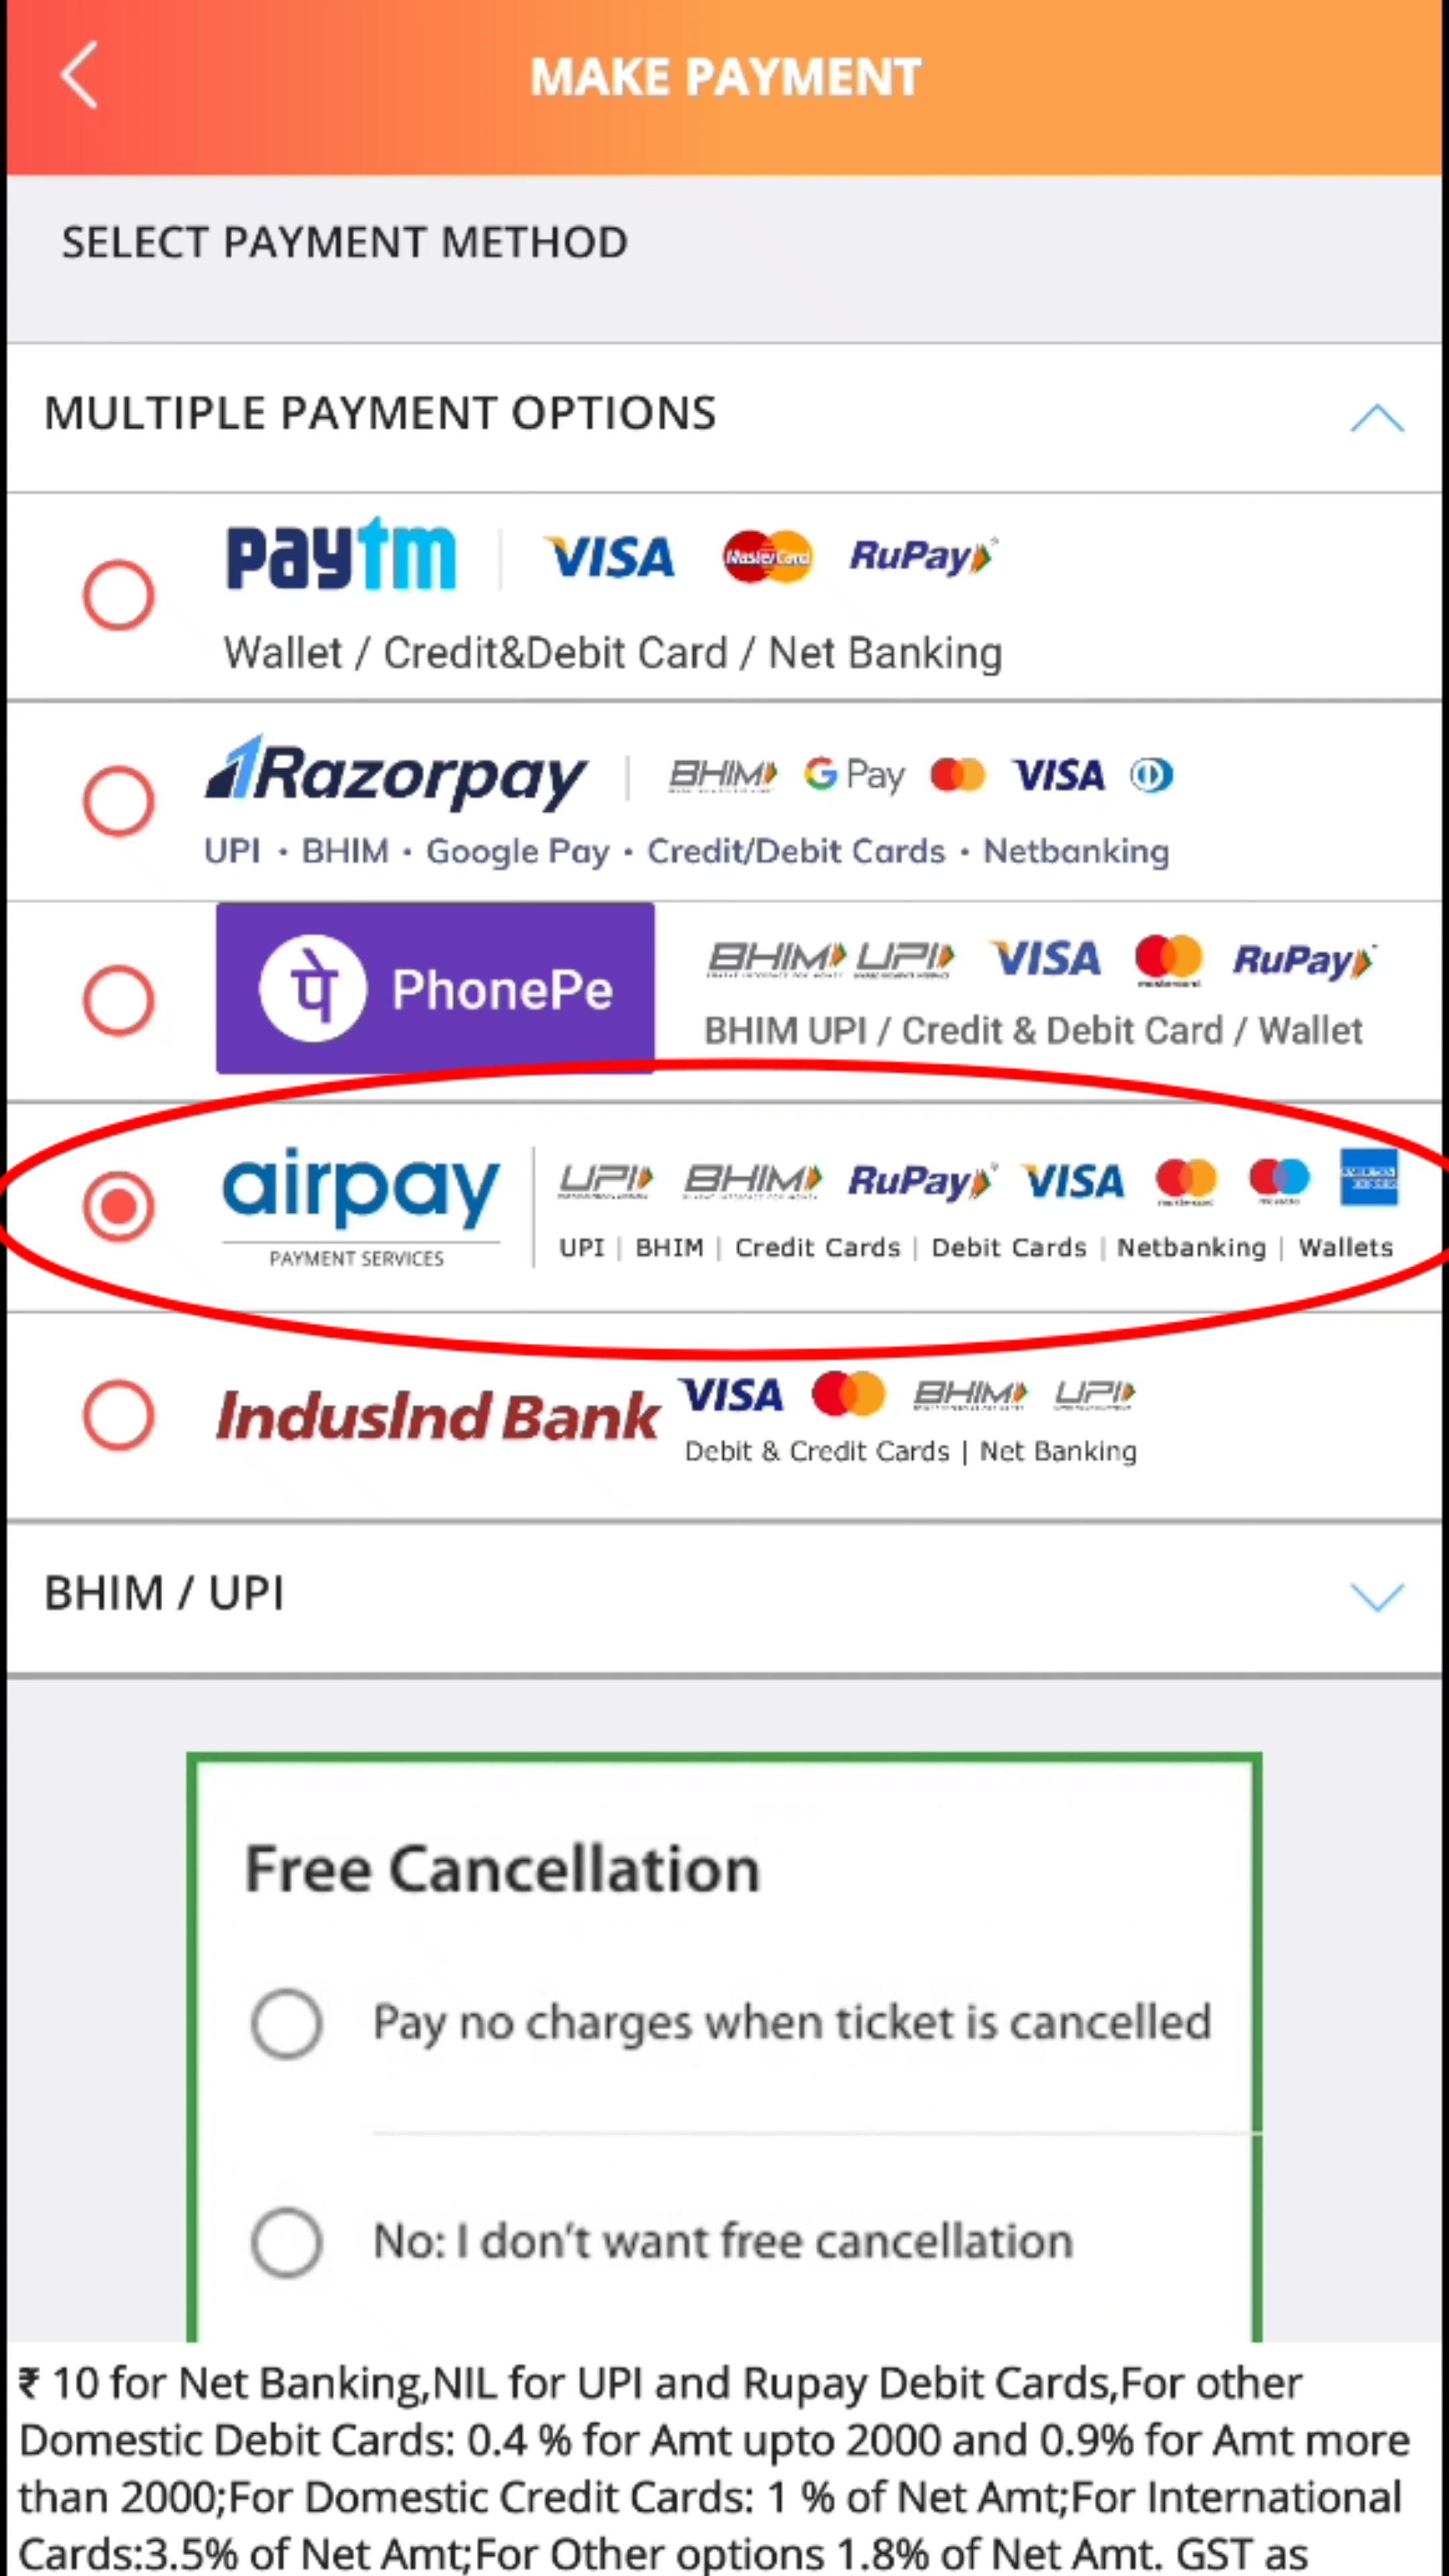 MAKE PAYMENT
SELECT PAYMENT METHOD
MULTIPLE PAYMENT OPTIONS
paytm VISA MasterCard RuPay
Wallet / Credit&Debit Card / Net Banking
Razorpay BHIM G Pay VISA
UPI · BHIM · Google Pay · Credit/Debit Cards · Netbanking
पे PhonePe BHIM UPI VISA mastercard RuPay
BHIM UPI / Credit & Debit Card / Wallet
airpay UPI BHIM RuPay VISA mastercard maestro AMERICAN EXPRESS
PAYMENT SERVICES UPI | BHIM | Credit Cards | Debit Cards | Netbanking | Wallets
IndusInd Bank VISA BHIM UPI
Debit & Credit Cards | Net Banking
BHIM / UPI
Free Cancellation
Pay no charges when ticket is cancelled
No: I don't want free cancellation
₹ 10 for Net Banking,NIL for UPI and Rupay Debit Cards,For other
Domestic Debit Cards: 0.4 % for Amt upto 2000 and 0.9% for Amt more
than 2000;For Domestic Credit Cards: 1 % of Net Amt;For International
Cards:3.5% of Net Amt;For Other options 1.8% of Net Amt. GST as